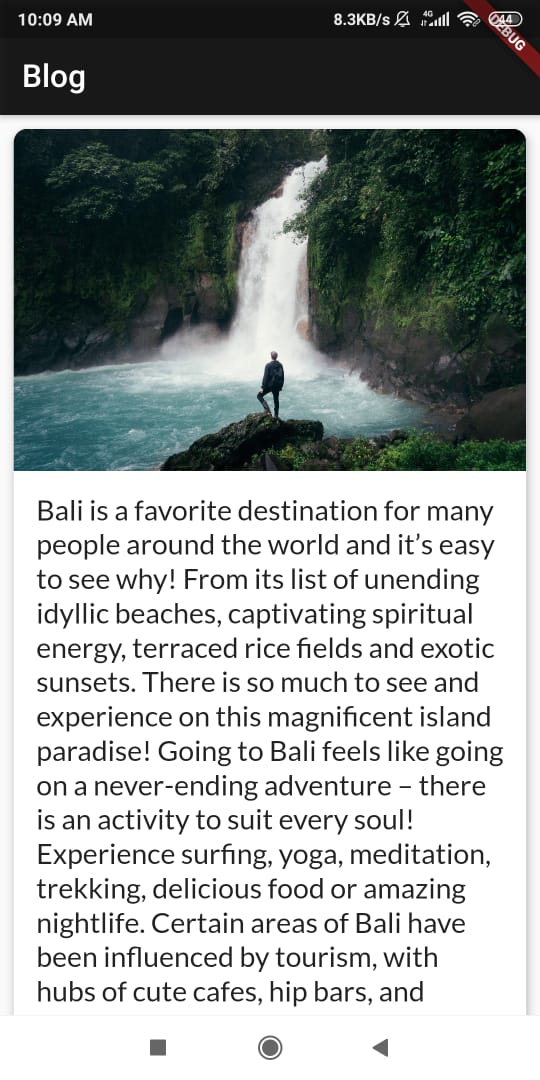 10:09 AM
8.3KB/s 4G 44
DEBUG
Blog
Bali is a favorite destination for many
people around the world and it’s easy
to see why! From its list of unending
idyllic beaches, captivating spiritual
energy, terraced rice fields and exotic
sunsets. There is so much to see and
experience on this magnificent island
paradise! Going to Bali feels like going
on a never-ending adventure – there
is an activity to suit every soul!
Experience surfing, yoga, meditation,
trekking, delicious food or amazing
nightlife. Certain areas of Bali have
been influenced by tourism, with
hubs of cute cafes, hip bars, and